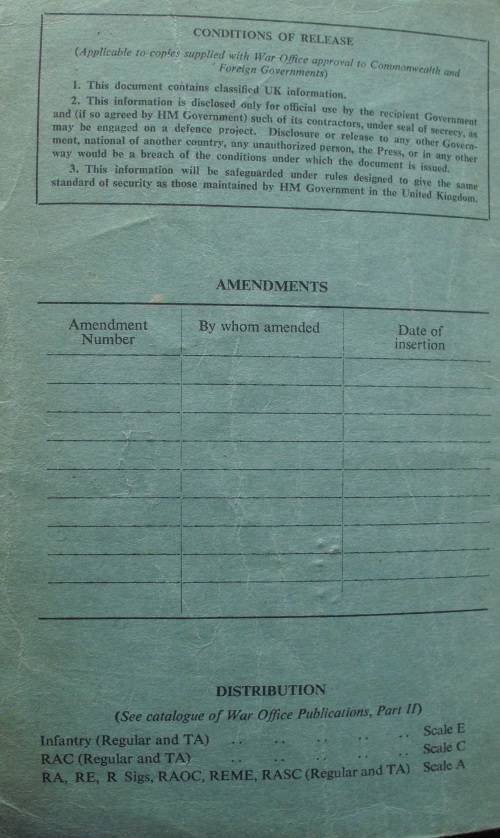 CONDITIONS OF RELEASE
(Applicable to copies supplied with War Office approval to Commonwealth and
Foreign Governments)
1. This document contains classified UK information.
2. This information is disclosed only for official use by the recipient Government
and (if so agreed by HM Government) such of its contractors, under seal of secrecy, as
may be engaged on a defence project. Disclosure or release to any other Govern-
ment, national of another country, any unauthorized person, the Press, or in any other
way would be a breach of the conditions under which the document is issued.
3. This information will be safeguarded under rules designed to give the same
standard of security as those maintained by HM Government in the United Kingdom.
AMENDMENTS
Amendment Number
By whom amended
Date of insertion
DISTRIBUTION
(See catalogue of War Office Publications, Part II)
Infantry (Regular and TA) .. .. .. .. .. Scale E
RAC (Regular and TA) .. .. .. .. .. Scale C
RA, RE, R Sigs, RAOC, REME, RASC (Regular and TA) Scale A